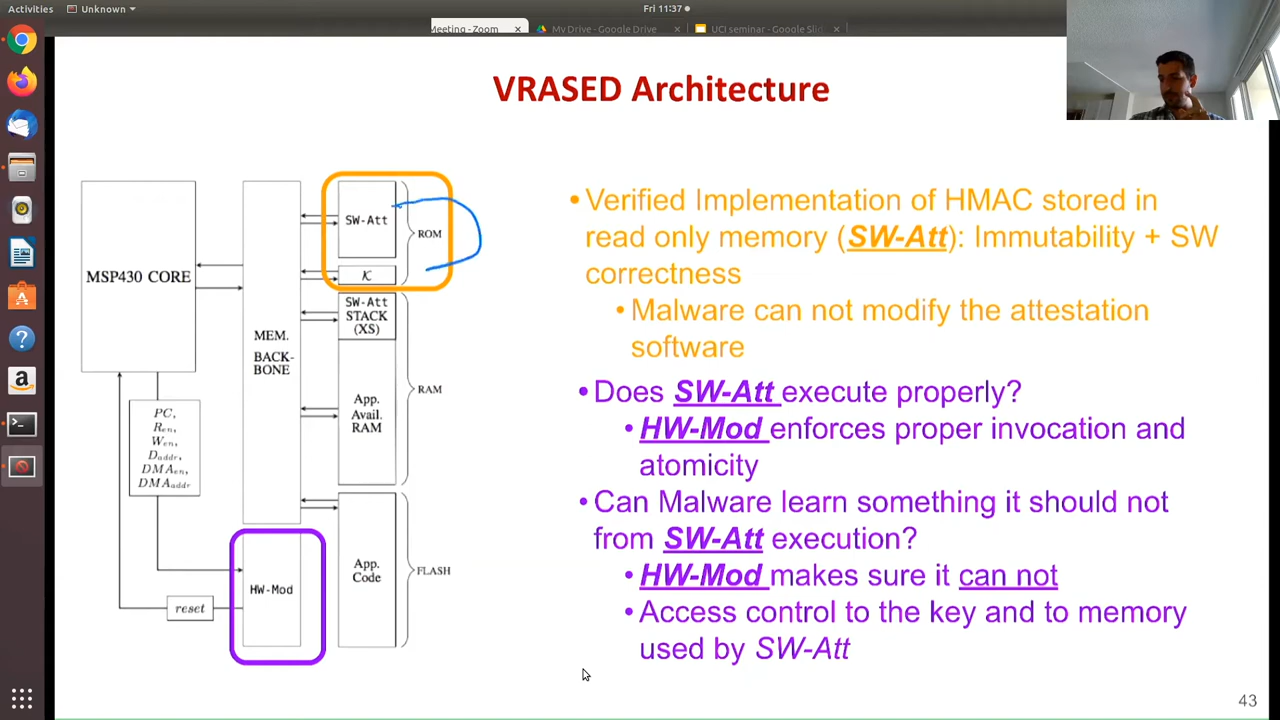 Activities
Unknown
Fri 11:37
Meeting - Zoom
My Drive - Google Drive
UCI seminar - Google Slid
VRASED Architecture
MSP430 CORE
MEM.
BACK-
BONE
SW-Att
K
ROM
SW-Att
STACK
(XS)
App.
Avail.
RAM
RAM
PC,
Ren,
Wen,
Daddr,
DMAen,
DMAaddr
HW-Mod
reset
App.
Code
FLASH
• Verified Implementation of HMAC stored in
read only memory (SW-Att): Immutability + SW
correctness
• Malware can not modify the attestation
software
• Does SW-Att execute properly?
• HW-Mod enforces proper invocation and
atomicity
• Can Malware learn something it should not
from SW-Att execution?
• HW-Mod makes sure it can not
• Access control to the key and to memory
used by SW-Att
43